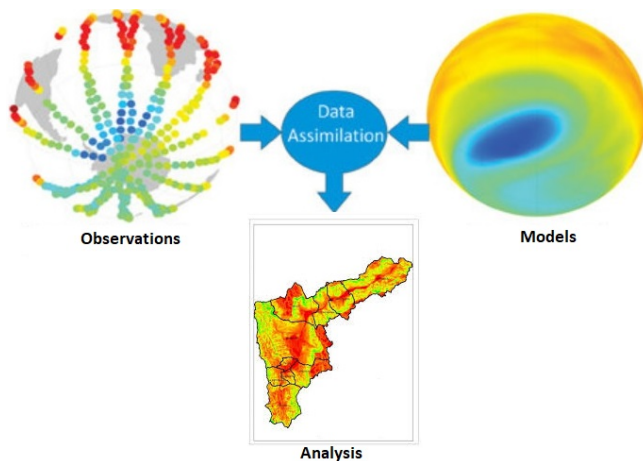 Data
Assimilation
Observations
Models
Analysis